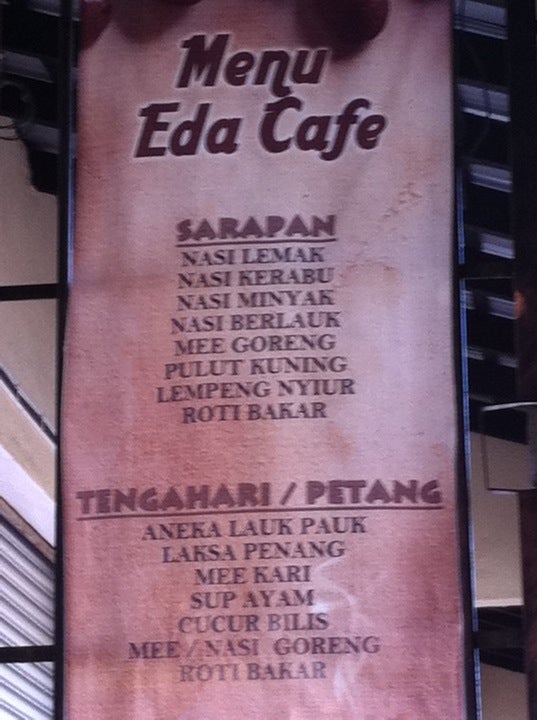 Menu
Eda Cafe
SARAPAN
NASI LEMAK
NASI KERABU
NASI MINYAK
NASI BERLAUK
MEE GORENG
PULUT KUNING
LEMPENG NYIUR
ROTI BAKAR
TENGAHARI / PETANG
ANEKA LAUK PAUK
LAKSA PENANG
MEE KARI
SUP AYAM
CUCUR BILIS
MEE / NASI GORENG
ROTI BAKAR